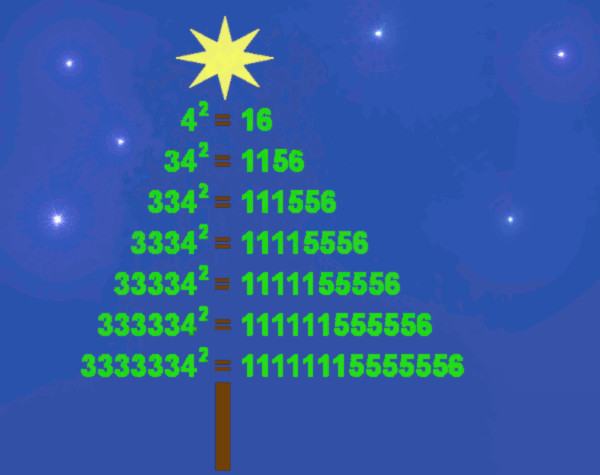 4² = 16
34² = 1156
334² = 111556
3334² = 11115556
33334² = 1111155556
333334² = 111111555556
3333334² = 11111115555556